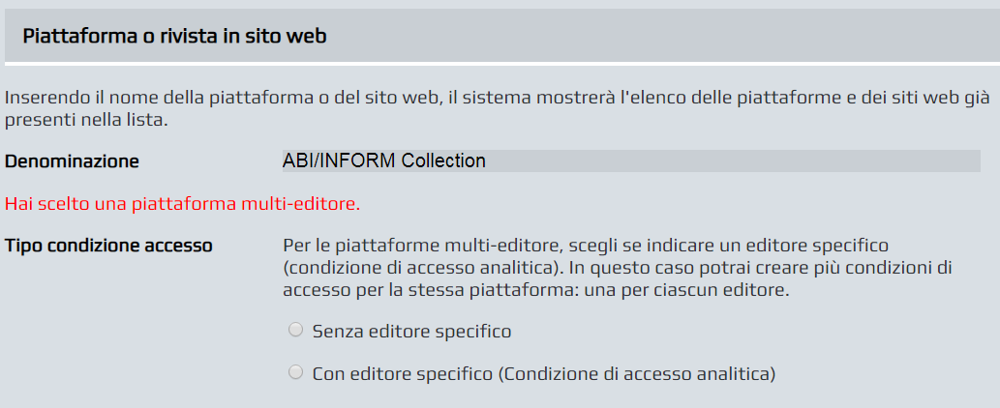 Piattaforma o rivista in sito web
Inserendo il nome della piattaforma o del sito web, il sistema mostrerà l'elenco delle piattaforme e dei siti web già
presenti nella lista.
Denominazione
ABI/INFORM Collection
Hai scelto una piattaforma multi-editore.
Tipo condizione accesso
Per le piattaforme multi-editore, scegli se indicare un editore specifico
(condizione di accesso analitica). In questo caso potrai creare più condizioni di
accesso per la stessa piattaforma: una per ciascun editore.
Senza editore specifico
Con editore specifico (Condizione di accesso analitica)